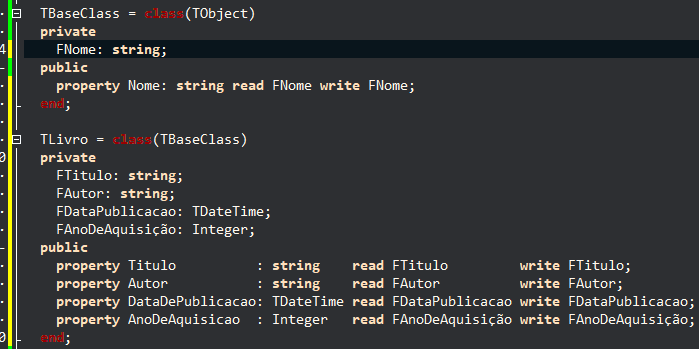 TBaseClass = class(TObject)
private
4 FNome: string;
public
property Nome: string read FNome write FNome;
end;
TLivro = class(TBaseClass)
0 private
FTitulo: string;
FAutor: string;
FDataPublicacao: TDateTime;
FAnoDeAquisição: Integer;
public
property Titulo : string read FTitulo write FTitulo;
property Autor : string read FAutor write FAutor;
property DataDePublicacao: TDateTime read FDataPublicacao write FDataPublicacao;
property AnoDeAquisicao : Integer read FAnoDeAquisição write FAnoDeAquisição;
0 end;